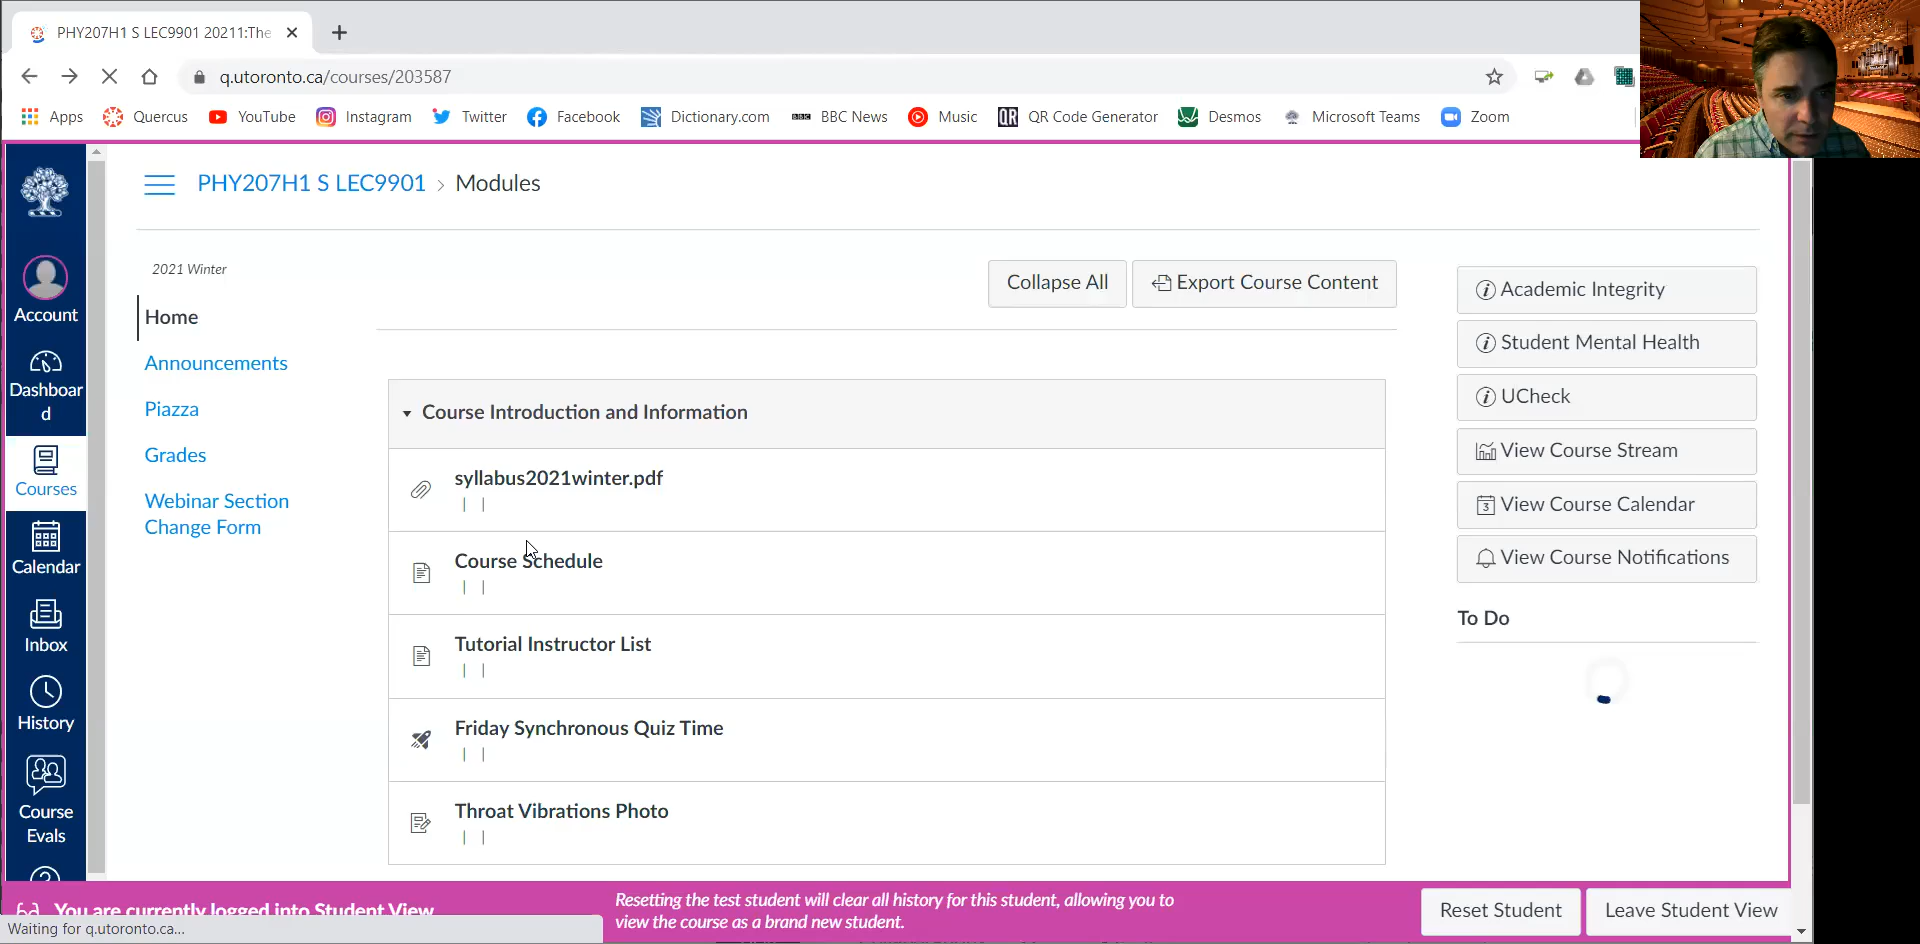 PHY207H1 S LEC9901 20211:The
q.utoronto.ca/courses/203587
Apps Quercus YouTube Instagram Twitter Facebook Dictionary.com BBC NEWS BBC News Music QR QR Code Generator Desmos Microsoft Teams Zoom
PHY207H1 S LEC9901 > Modules
Account
Dashboar
d
Courses
Calendar
Inbox
History
Course
Evals
2021 Winter
Home
Announcements
Piazza
Grades
Webinar Section
Change Form
Collapse All Export Course Content
Course Introduction and Information
syllabus2021winter.pdf
| |
Course Schedule
| |
Tutorial Instructor List
| |
Friday Synchronous Quiz Time
| |
Throat Vibrations Photo
| |
Academic Integrity
Student Mental Health
UCheck
View Course Stream
3 View Course Calendar
View Course Notifications
To Do
You are currently logged into Student View
Resetting the test student will clear all history for this student, allowing you to
view the course as a brand new student.
Reset Student Leave Student View
Waiting for q.utoronto.ca...